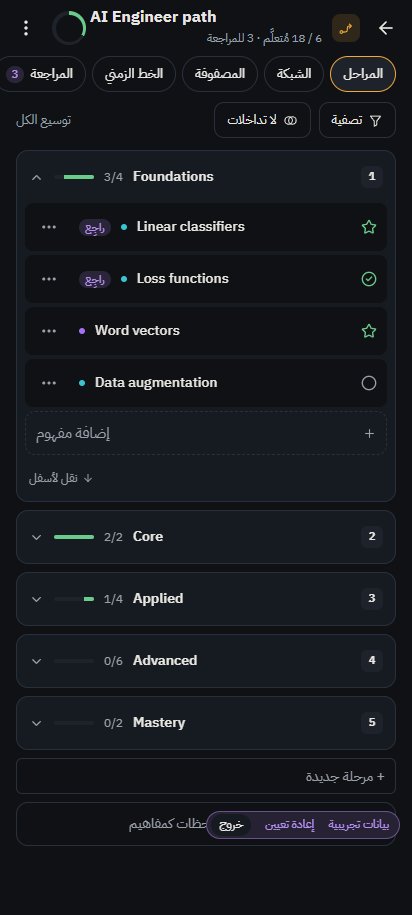 AI Engineer path
6 / 18 مُتعلَّم · 3 للمراجعة
المراحل
الشبكة
المصفوفة
الخط الزمني
المراجعة 3
تصفية
لا تداخلات
توسيع الكل
1 Foundations 3/4
Linear classifiers راجع
Loss functions راجع
Word vectors
Data augmentation
+ إضافة مفهوم
↓ نقل لأسفل
2 Core 2/2
3 Applied 1/4
4 Advanced 0/6
5 Mastery 0/2
+ مرحلة جديدة
كمفاهيم
بيانات تجريبية إعادة تعيين خروج